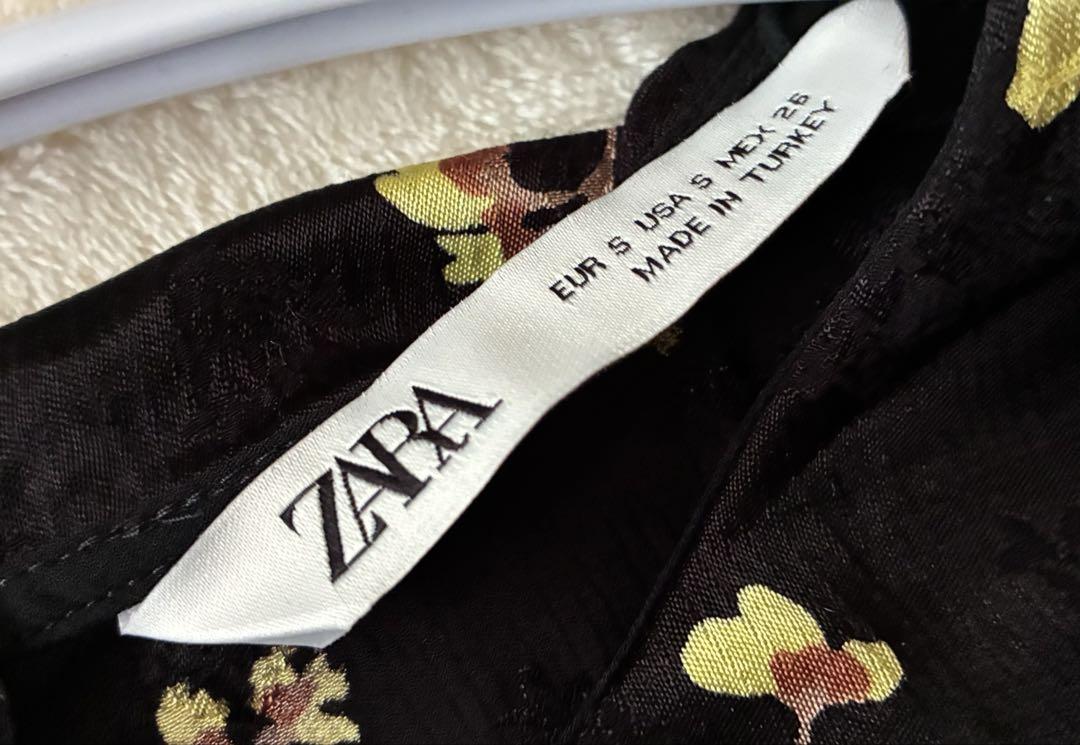 ZARA
EUR S USA S MEX 26
MADE IN TURKEY